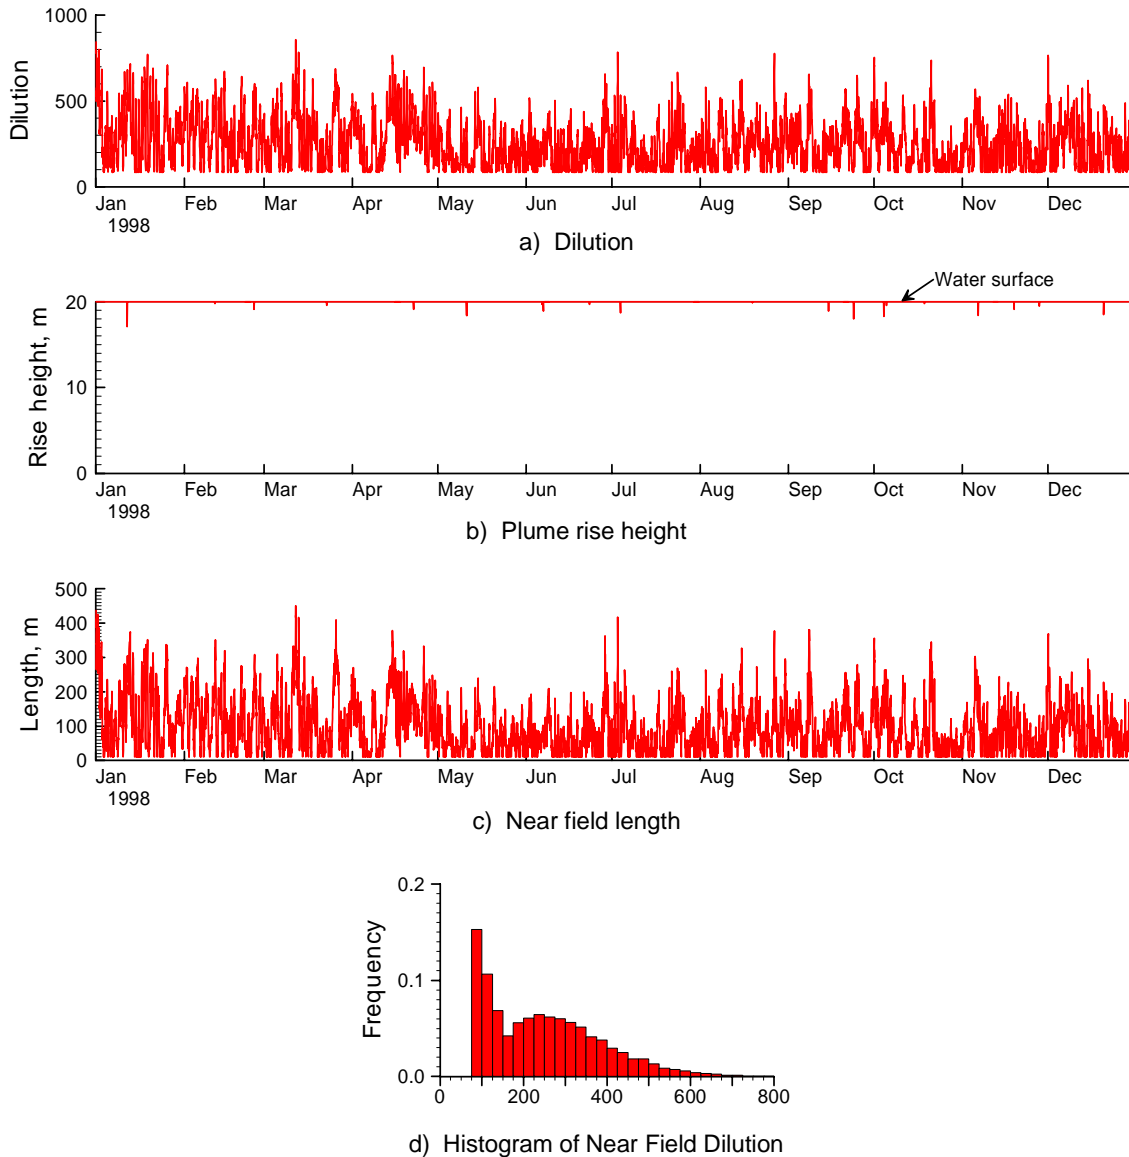 1000
500
0
Dilution
Jan Feb Mar Apr May Jun Jul Aug Sep Oct Nov Dec
1998
a) Dilution
Water surface
20
10
0
Rise height, m
Jan Feb Mar Apr May Jun Jul Aug Sep Oct Nov Dec
1998
b) Plume rise height
500
400
300
200
100
0
Length, m
Jan Feb Mar Apr May Jun Jul Aug Sep Oct Nov Dec
1998
c) Near field length
0.2
0.1
0.0
Frequency
0 200 400 600 800
d) Histogram of Near Field Dilution